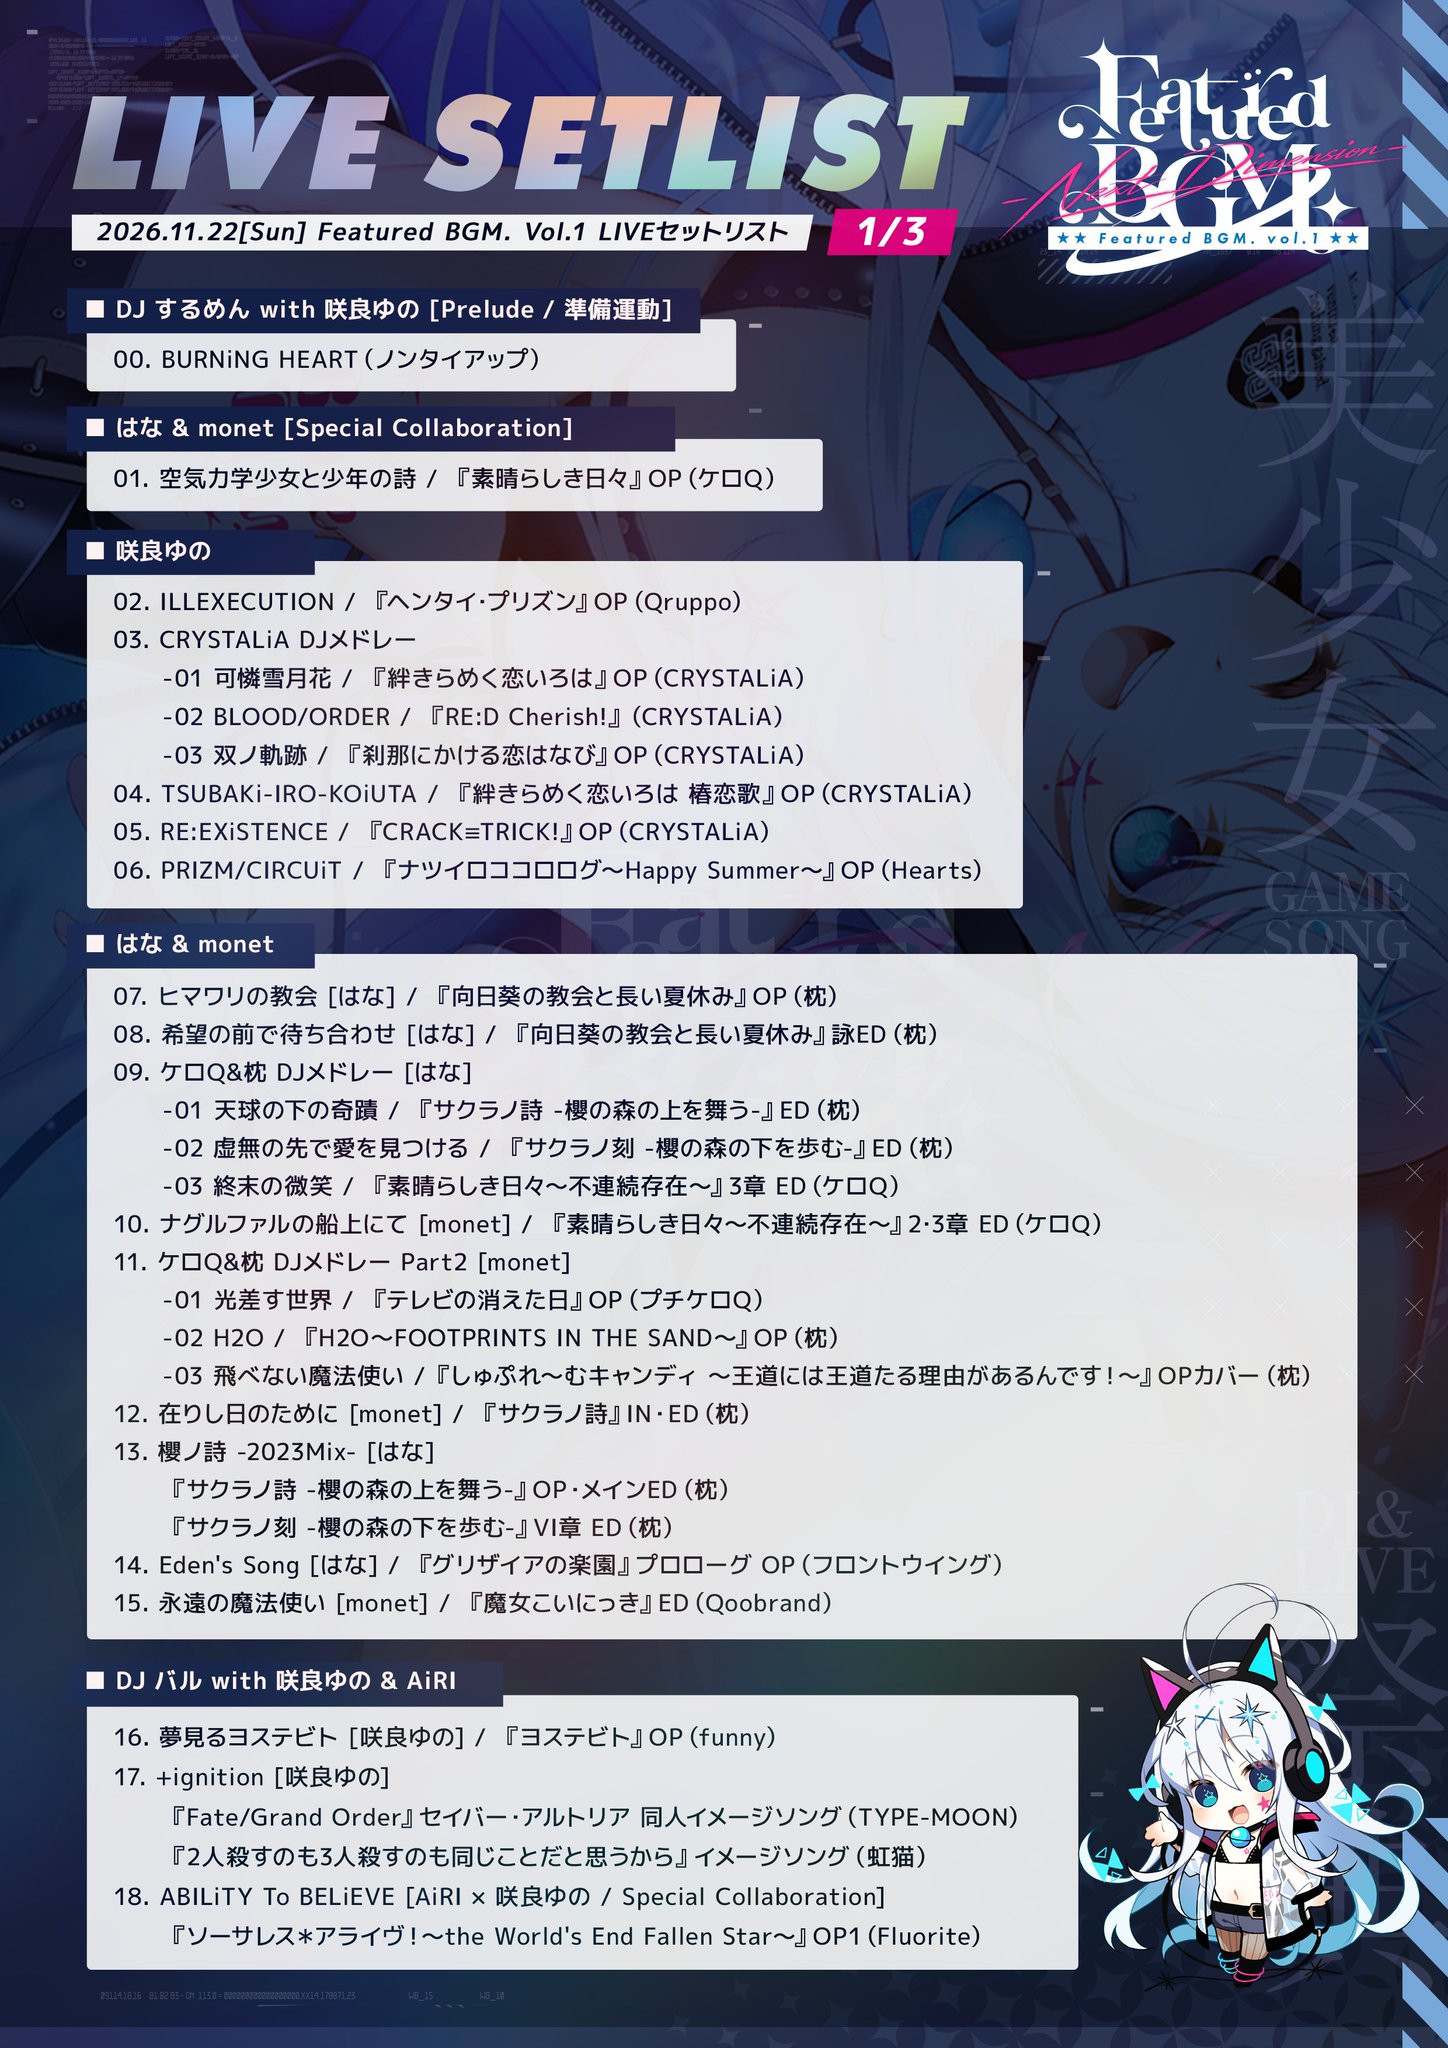 LIVE SETLIST
Featured BGM.
-Next Dimension-
★★ Featured BGM. vol.1 ★★
2026.11.22[Sun] Featured BGM. Vol.1 LIVEセットリスト
1/3
■ DJ するめん with 咲良ゆの [Prelude / 準備運動]
00. BURNiNG HEART（ノンタイアップ）
■ はな & monet [Special Collaboration]
01. 空気力学少女と少年の詩 / 『素晴らしき日々』OP（ケロQ）
■ 咲良ゆの
02. ILLEXECUTION / 『ヘンタイ・プリズン』OP（Qruppo）
03. CRYSTALiA DJメドレー
-01 可憐雪月花 / 『絆きらめく恋いろは』OP（CRYSTALiA）
-02 BLOOD/ORDER / 『RE:D Cherish!』（CRYSTALiA）
-03 双ノ軌跡 / 『刹那にかける恋はなび』OP（CRYSTALiA）
04. TSUBAKi-IRO-KOiUTA / 『絆きらめく恋いろは 椿恋歌』OP（CRYSTALiA）
05. RE:EXiSTENCE / 『CRACK≡TRICK!』OP（CRYSTALiA）
06. PRIZM/CIRCUiT / 『ナツイロココロログ～Happy Summer～』OP（Hearts）
■ はな & monet
07. ヒマワリの教会 [はな] / 『向日葵の教会と長い夏休み』OP（枕）
08. 希望の前で待ち合わせ [はな] / 『向日葵の教会と長い夏休み』詠ED（枕）
09. ケロQ&枕 DJメドレー [はな]
-01 天球の下の奇蹟 / 『サクラノ詩 -櫻の森の上を舞う-』ED（枕）
-02 虚無の先で愛を見つける / 『サクラノ刻 -櫻の森の下を歩む-』ED（枕）
-03 終末の微笑 / 『素晴らしき日々～不連続存在～』3章 ED（ケロQ）
10. ナグルファルの船上にて [monet] / 『素晴らしき日々～不連続存在～』2・3章 ED（ケロQ）
11. ケロQ&枕 DJメドレー Part2 [monet]
-01 光差す世界 / 『テレビの消えた日』OP（プチケロQ）
-02 H2O / 『H2O～FOOTPRINTS IN THE SAND～』OP（枕）
-03 飛べない魔法使い /『しゅぷれ～むキャンディ ～王道には王道たる理由があるんです！～』OPカバー（枕）
12. 在りし日のために [monet] / 『サクラノ詩』IN・ED（枕）
13. 櫻ノ詩 -2023Mix- [はな]
『サクラノ詩 -櫻の森の上を舞う-』OP・メインED（枕）
『サクラノ刻 -櫻の森の下を歩む-』VI章 ED（枕）
14. Eden's Song [はな] / 『グリザイアの楽園』プロローグ OP（フロントウイング）
15. 永遠の魔法使い [monet] / 『魔女こいにっき』ED（Qoobrand）
■ DJ バル with 咲良ゆの & AiRI
16. 夢見るヨステビト [咲良ゆの] / 『ヨステビト』OP（funny）
17. +ignition [咲良ゆの]
『Fate/Grand Order』セイバー・アルトリア 同人イメージソング（TYPE-MOON）
『2人殺すのも3人殺すのも同じことだと思うから』イメージソング（虹猫）
18. ABILiTY To BELiEVE [AiRI × 咲良ゆの / Special Collaboration]
『ソーサレス＊アライヴ！～the World's End Fallen Star～』OP1（Fluorite）
美少女
GAME
SONG
DJ &
LIVE